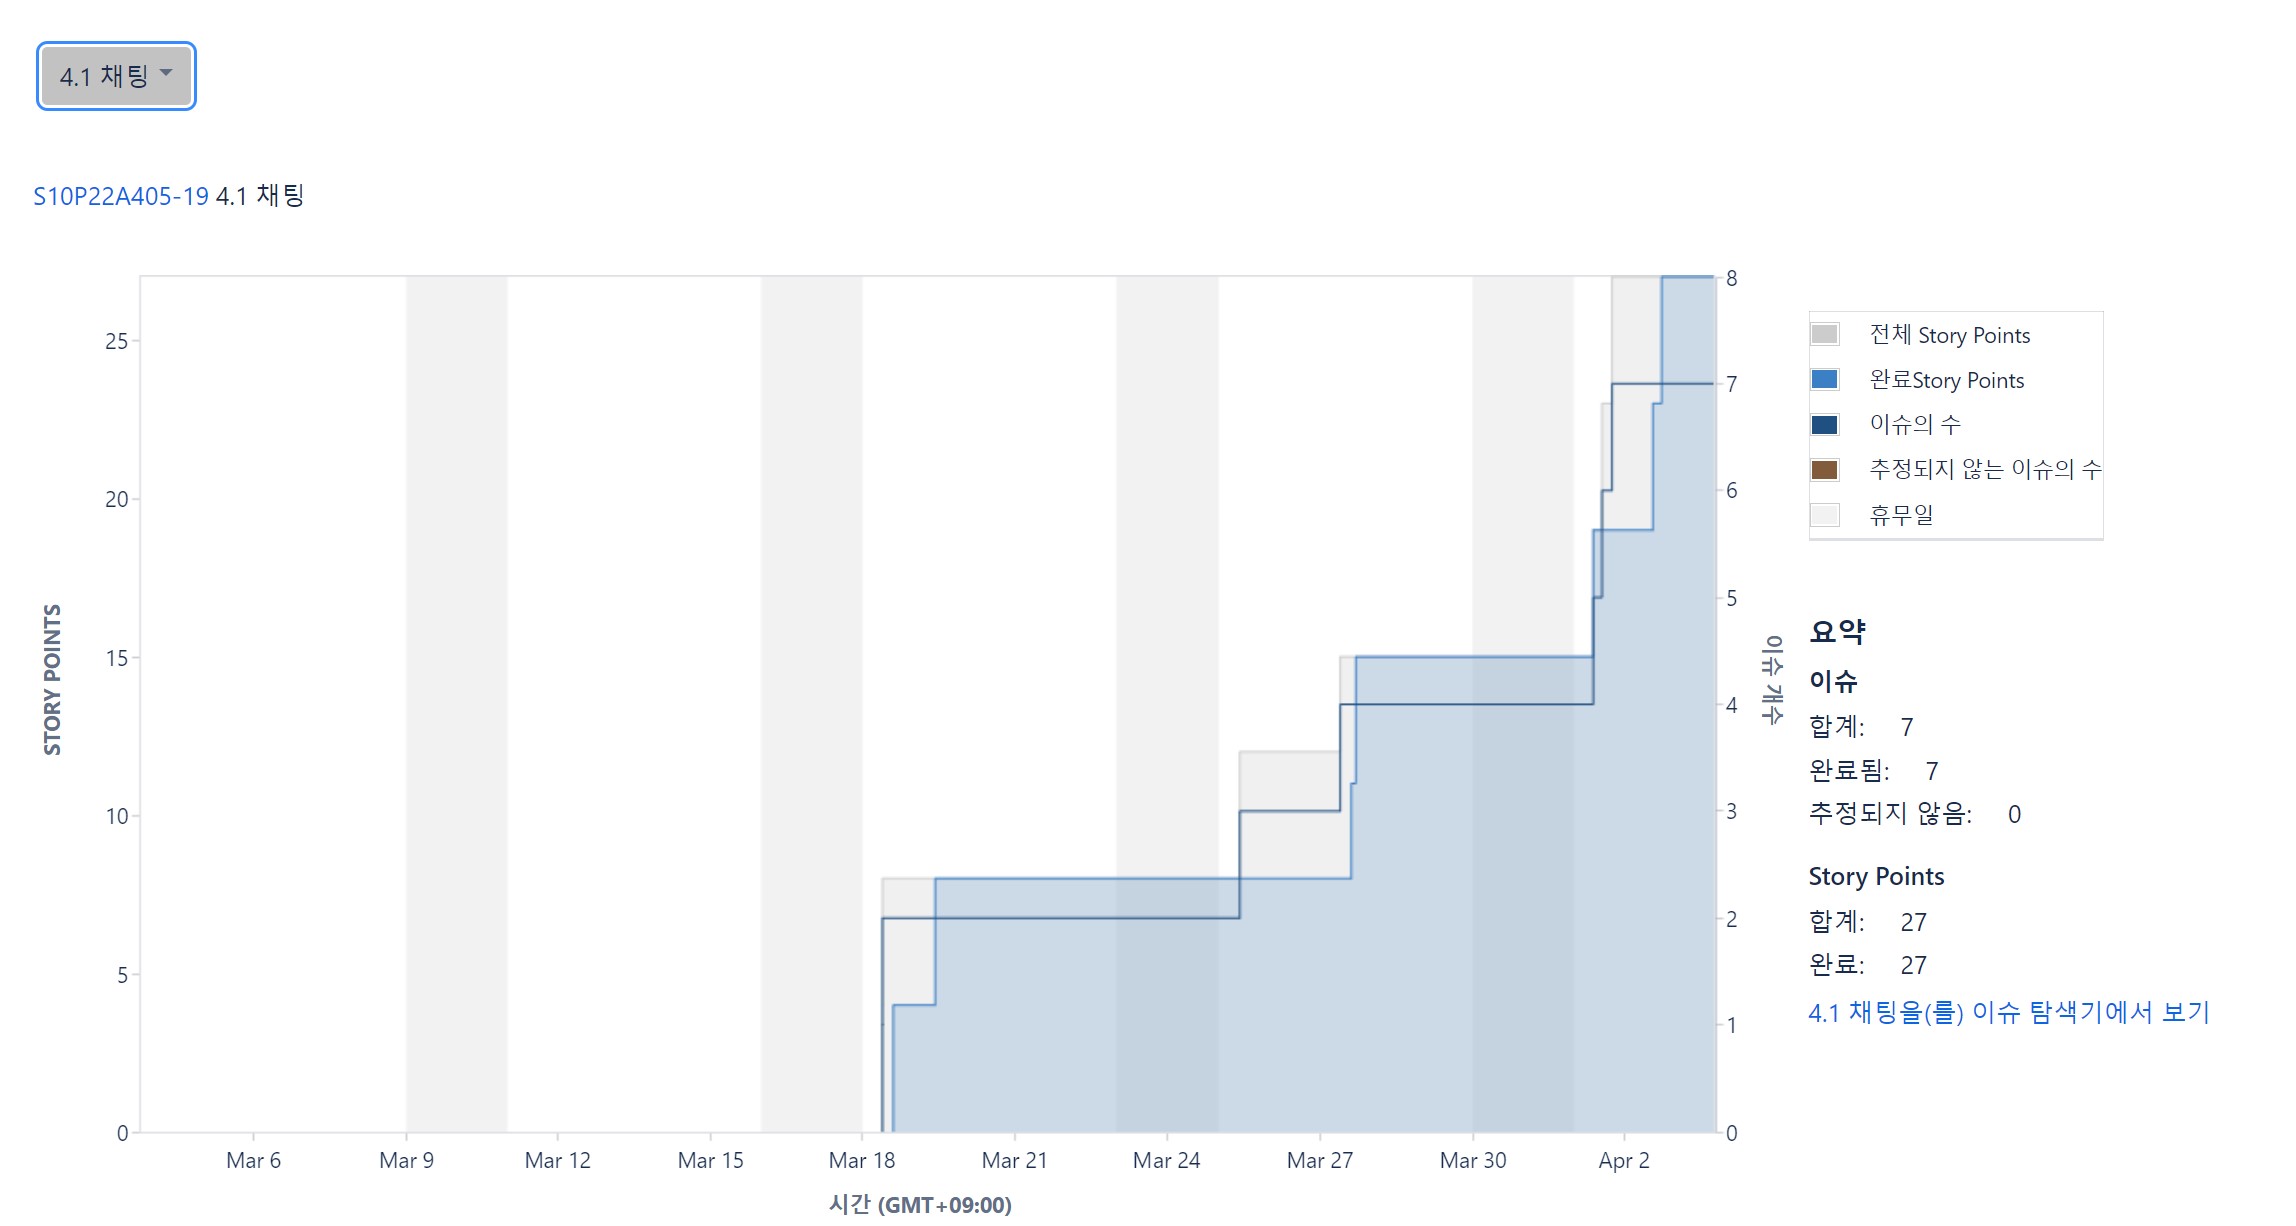 4.1 채팅
S10P22A405-19 4.1 채팅
STORY POINTS
25
20
15
10
5
0
Mar 6
Mar 9
Mar 12
Mar 15
Mar 18
Mar 21
Mar 24
Mar 27
Mar 30
Apr 2
시간 (GMT+09:00)
8
7
6
5
4
3
2
1
0
이슈 개수
전체 Story Points
완료Story Points
이슈의 수
추정되지 않는 이슈의 수
휴무일
요약
이슈
합계: 7
완료됨: 7
추정되지 않음: 0
Story Points
합계: 27
완료: 27
4.1 채팅을(를) 이슈 탐색기에서 보기